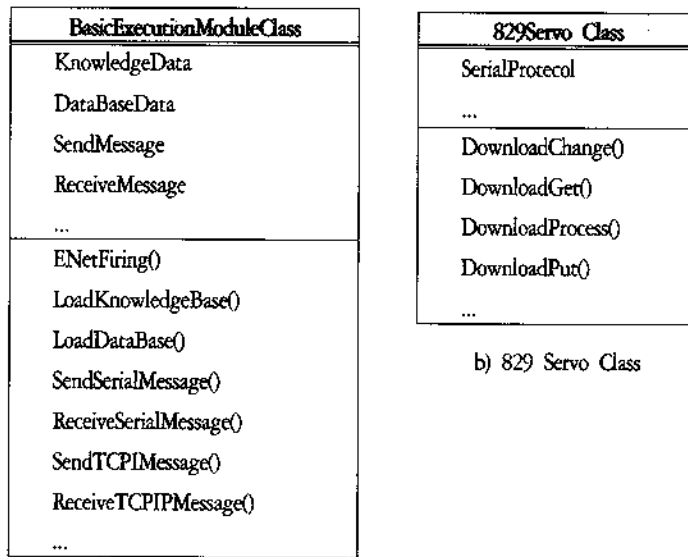 BasicExecutionModuleClass
KnowledgeData
DataBaseData
SendMessage
ReceiveMessage
...
ENetFiring()
LoadKnowledgeBase()
LoadDataBase()
SendSerialMessage()
ReceiveSerialMessage()
SendTCPIMessage()
ReceiveTCPIPMessage()
...
829Servo Class
SerialProtecol
...
DownloadChange()
DownloadGet()
DownloadProcess()
DownloadPut()
...
b) 829 Servo Class